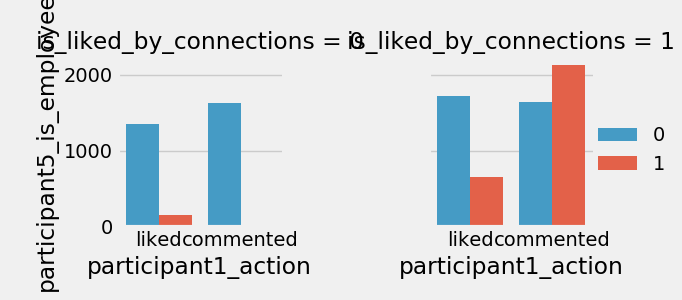 is_liked_by_connections = 0
is_liked_by_connections = 1
participant5_is_employee
2000
1000
0
liked
commented
liked
commented
participant1_action
participant1_action
0
1